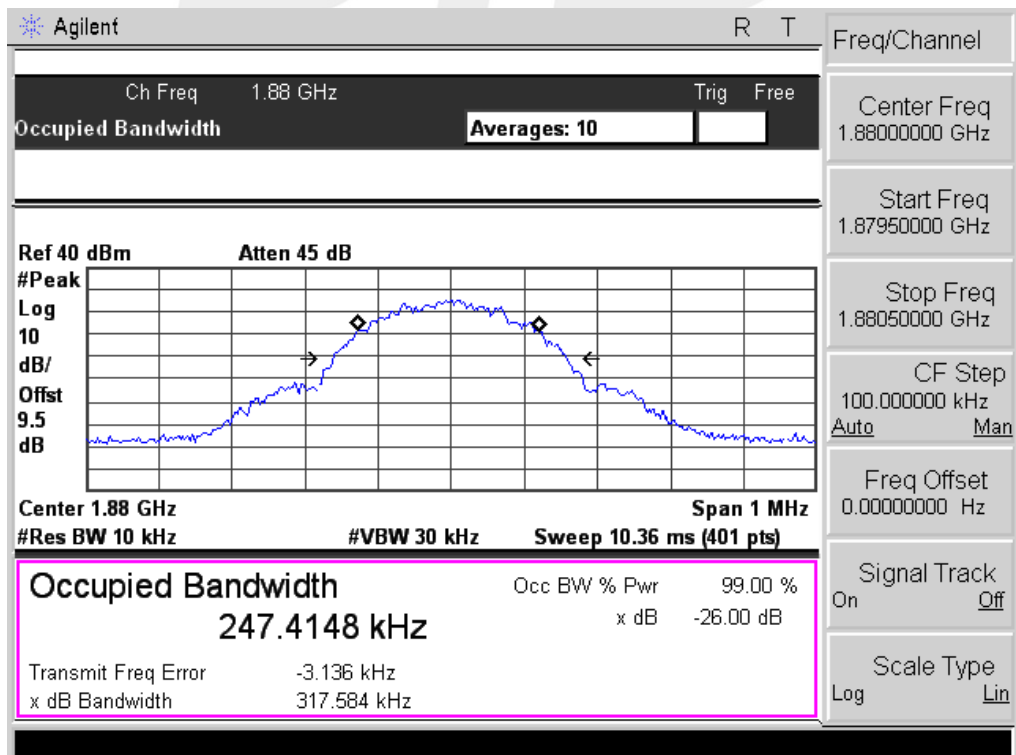 Agilent R T
Ch Freq 1.88 GHz Trig Free
Occupied Bandwidth Averages: 10
Ref 40 dBm Atten 45 dB
#Peak
Log
10
dB/
Offst
9.5
dB
Center 1.88 GHz Span 1 MHz
#Res BW 10 kHz #VBW 30 kHz Sweep 10.36 ms (401 pts)
Occupied Bandwidth Occ BW % Pwr 99.00 %
247.4148 kHz x dB -26.00 dB
Transmit Freq Error -3.136 kHz
x dB Bandwidth 317.584 kHz
Freq/Channel
Center Freq
1.88000000 GHz
Start Freq
1.87950000 GHz
Stop Freq
1.88050000 GHz
CF Step
100.000000 kHz
Auto Man
Freq Offset
0.00000000 Hz
Signal Track
On Off
Scale Type
Log Lin